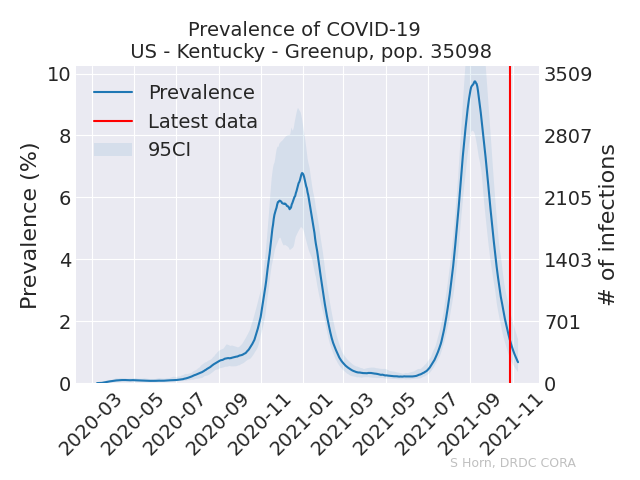 Prevalence of COVID-19
US - Kentucky - Greenup, pop. 35098
Prevalence
Latest data
95CI
Prevalence (%)
10
8
6
4
2
0
3509
2807
2105
1403
701
0
# of infections
2020-03
2020-05
2020-07
2020-09
2020-11
2021-01
2021-03
2021-05
2021-07
2021-09
2021-11
S Horn, DRDC CORA